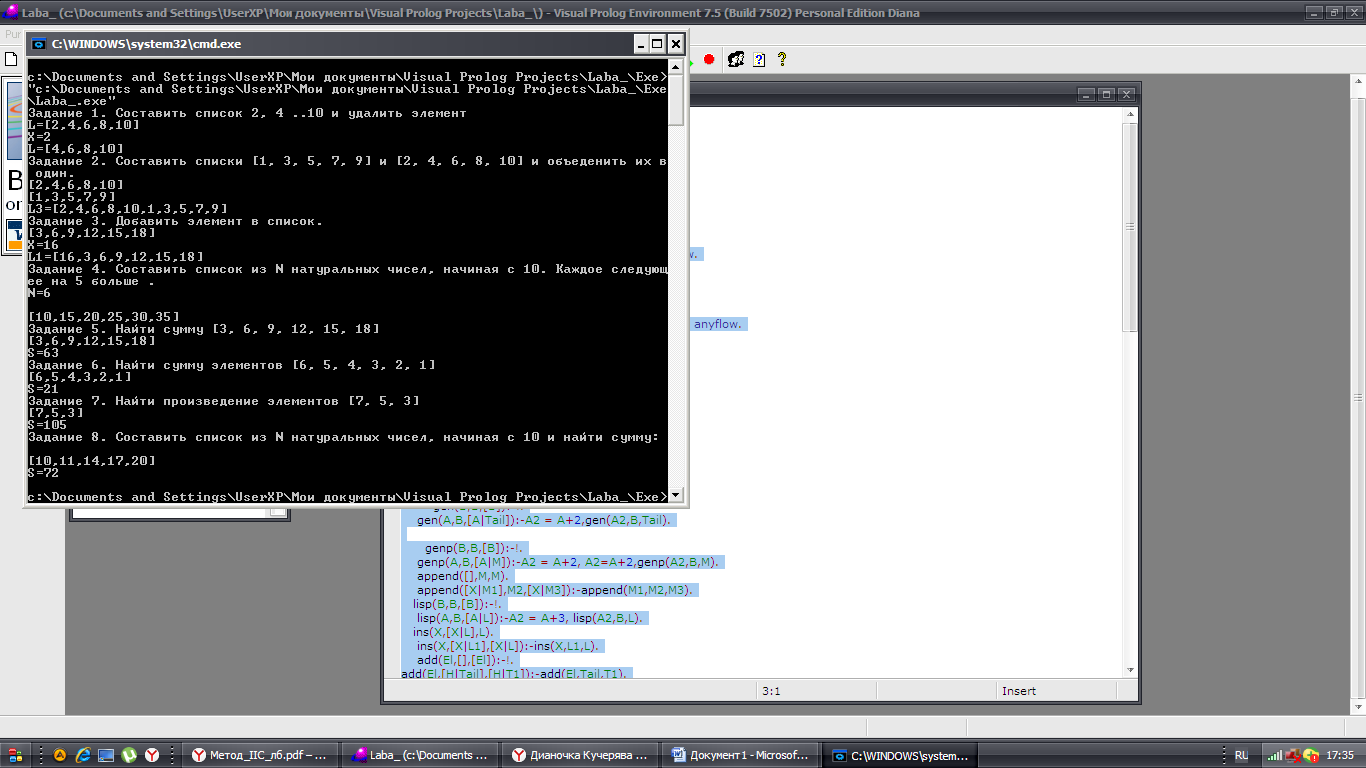 Laba_ (c:\Documents and Settings\UserXP\Мои документы\Visual Prolog Projects\Laba_\) - Visual Prolog Environment 7.5 (Build 7502) Personal Edition Diana
C:\WINDOWS\system32\cmd.exe
c:\Documents and Settings\UserXP\Мои документы\Visual Prolog Projects\Laba_\Exe>
"c:\Documents and Settings\UserXP\Мои документы\Visual Prolog Projects\Laba_\Exe
\Laba_.exe"
Задание 1. Составить список 2, 4 ..10 и удалить элемент
L=[2,4,6,8,10]
X=2
L=[4,6,8,10]
Задание 2. Составить списки [1, 3, 5, 7, 9] и [2, 4, 6, 8, 10] и объеденить их в
один.
[2,4,6,8,10]
[1,3,5,7,9]
L3=[2,4,6,8,10,1,3,5,7,9]
Задание 3. Добавить элемент в список.
[3,6,9,12,15,18]
X=16
L1=[16,3,6,9,12,15,18]
Задание 4. Составить список из N натуральных чисел, начиная с 10. Каждое следующ
ее на 5 больше .
N=6
[10,15,20,25,30,35]
Задание 5. Найти сумму [3, 6, 9, 12, 15, 18]
[3,6,9,12,15,18]
S=63
Задание 6. Найти сумму элементов [6, 5, 4, 3, 2, 1]
[6,5,4,3,2,1]
S=21
Задание 7. Найти произведение элементов [7, 5, 3]
[7,5,3]
S=105
Задание 8. Составить список из N натуральных чисел, начиная с 10 и найти сумму:
[10,11,14,17,20]
S=72
c:\Documents and Settings\UserXP\Мои документы\Visual Prolog Projects\Laba_\Exe>
anyflow.
gen(A,B,[A|Tail]):-A2 = A+2,gen(A2,B,Tail).
genp(B,B,[B]):-!.
genp(A,B,[A|M]):-A2 = A+2, A2=A+2,genp(A2,B,M).
append([],M,M).
append([X|M1],M2,[X|M3]):-append(M1,M2,M3).
lisp(B,B,[B]):-!.
lisp(A,B,[A|L]):-A2 = A+3, lisp(A2,B,L).
ins(X,[X|L],L).
ins(X,[X|L1],[X|L]):-ins(X,L1,L).
add(El,[],[El]):-!.
add(El,[H|Tail],[H|T1]):-add(El,Tail,T1).
3:1 Insert
Метод_IIC_лб.pdf – ... Laba_ (c:\Documents ... Дианочка Кучерява ... Документ1 - Microsof... C:\WINDOWS\system... RL 17:35